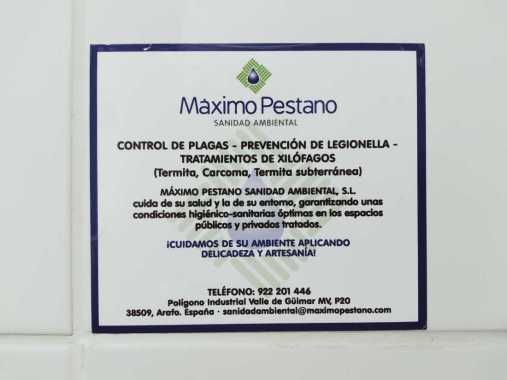 Máximo Pestano
SANIDAD AMBIENTAL
CONTROL DE PLAGAS - PREVENCIÓN DE LEGIONELLA -
TRATAMIENTOS DE XILÓFAGOS
(Termita, Carcoma, Termita subterránea)
MÁXIMO PESTANO SANIDAD AMBIENTAL, S.L.
cuida de su salud y la de su entorno, garantizando unas
condiciones higiénico-sanitarias óptimas en los espacios
públicos y privados tratados.
¡CUIDAMOS DE SU AMBIENTE APLICANDO
DELICADEZA Y ARTESANÍA!
TELÉFONO: 922 201 446
Polígono Industrial Valle de Güimar MV, P20
38509, Arafo. España · sanidadambiental@maximopestano.com